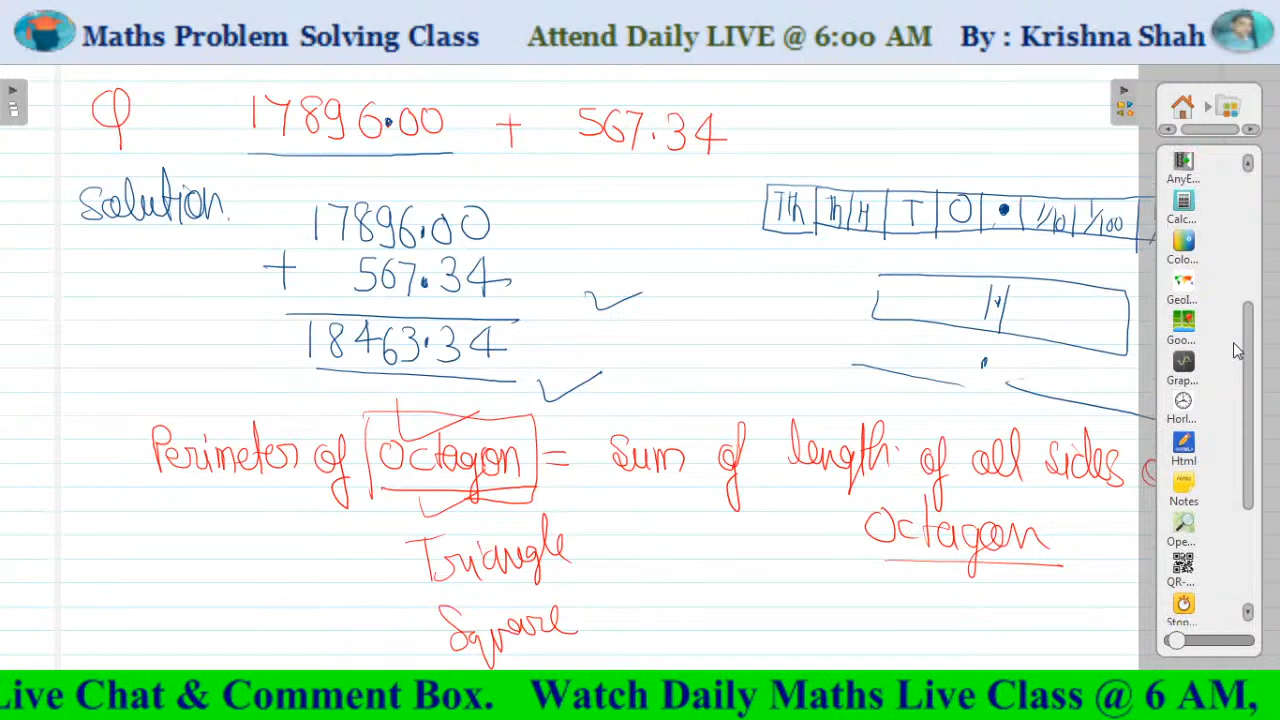 Maths Problem Solving Class Attend Daily LIVE @ 6:00 AM By : Krishna Shah
Q 17896.00 + 567.34
Solution.
17896.00
+ 567.34
18463.34
Th Th H T O . 1/10 1/100
Perimeter of Octagon = Sum of length of all sides
Octagon
Triangle
Square
AnyE...
Calc...
Colo...
GeoI...
Goo...
Grap...
Horl...
Html
Notes
Ope...
QR-...
Stop...
Live Chat & Comment Box. Watch Daily Maths Live Class @ 6 AM,